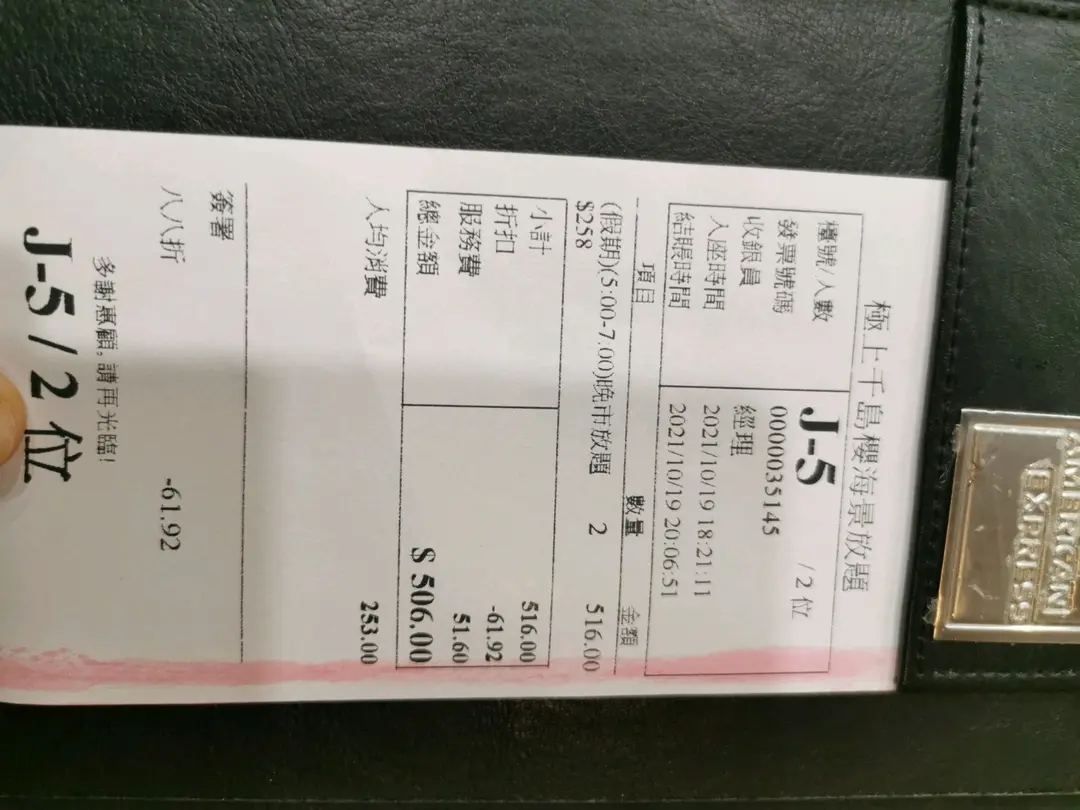 極上千島櫻海景放題
檯號/人數 J-5 / 2 位
發票號碼 0000035145
收銀員 經理
入座時間 2021/10/19 18:21:11
結賬時間 2021/10/19 20:06:51
項目 數量 金額
(假期)(5:00-7.00)晚市放題 2 516.00
$258
小計 516.00
折扣 -61.92
服務費 51.60
總金額 $ 506.00
人均消費 253.00
簽署
八八折 -61.92
多謝惠顧,請再光臨!
J-5 / 2 位
AMERICAN
EXPRESS